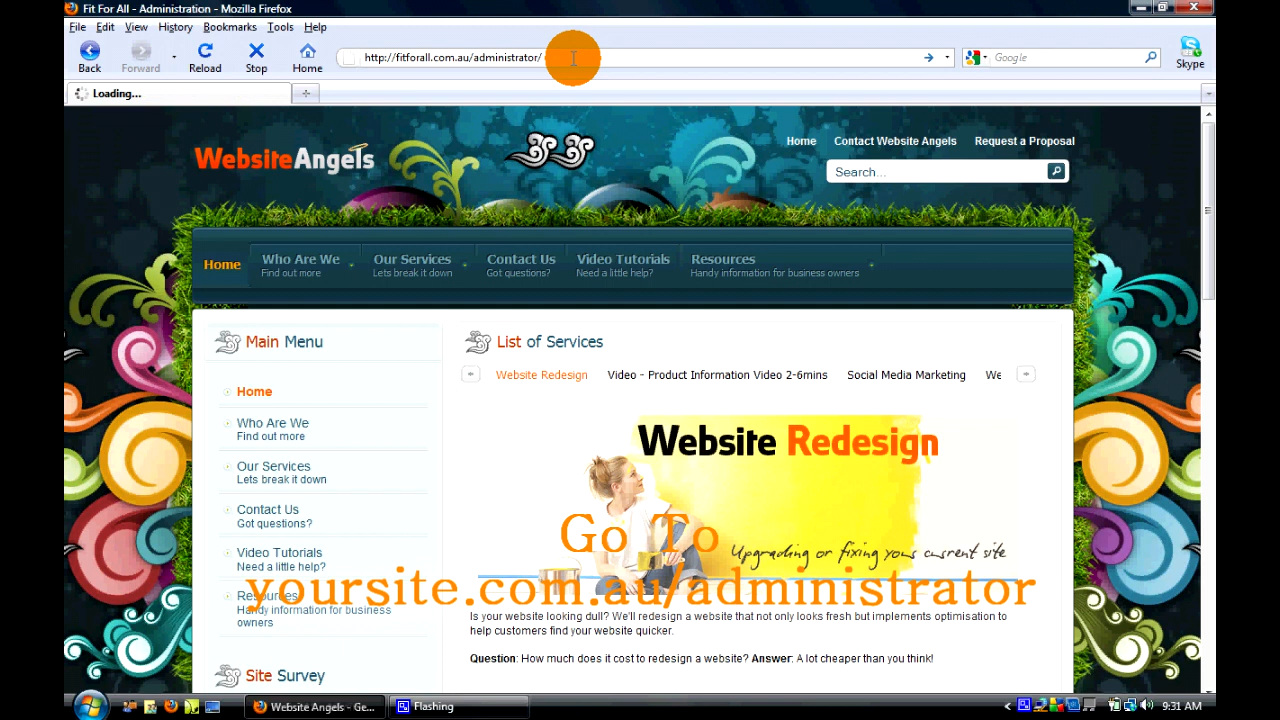 Fit For All - Administration - Mozilla Firefox
File Edit View History Bookmarks Tools Help
Back Forward Reload Stop Home
http://fitforall.com.au/administrator/
Google
Skype
Loading...
WebsiteAngels
Home Contact Website Angels Request a Proposal
Search...
Home
Who Are We
Find out more
Our Services
Lets break it down
Contact Us
Got questions?
Video Tutorials
Need a little help?
Resources
Handy information for business owners
Main Menu
Home
Who Are We
Find out more
Our Services
Lets break it down
Contact Us
Got questions?
Video Tutorials
Need a little help?
Resources
Handy information for business
owners
Site Survey
List of Services
Website Redesign Video - Product Information Video 2-6mins Social Media Marketing We
Website Redesign
Upgrading or fixing your current site
Go To
yoursite.com.au/administrator
Is your website looking dull? We'll redesign a website that not only looks fresh but implements optimisation to
help customers find your website quicker.
Question: How much does it cost to redesign a website? Answer: A lot cheaper than you think!
Website Angels - Ge...
Flashing
9:31 AM